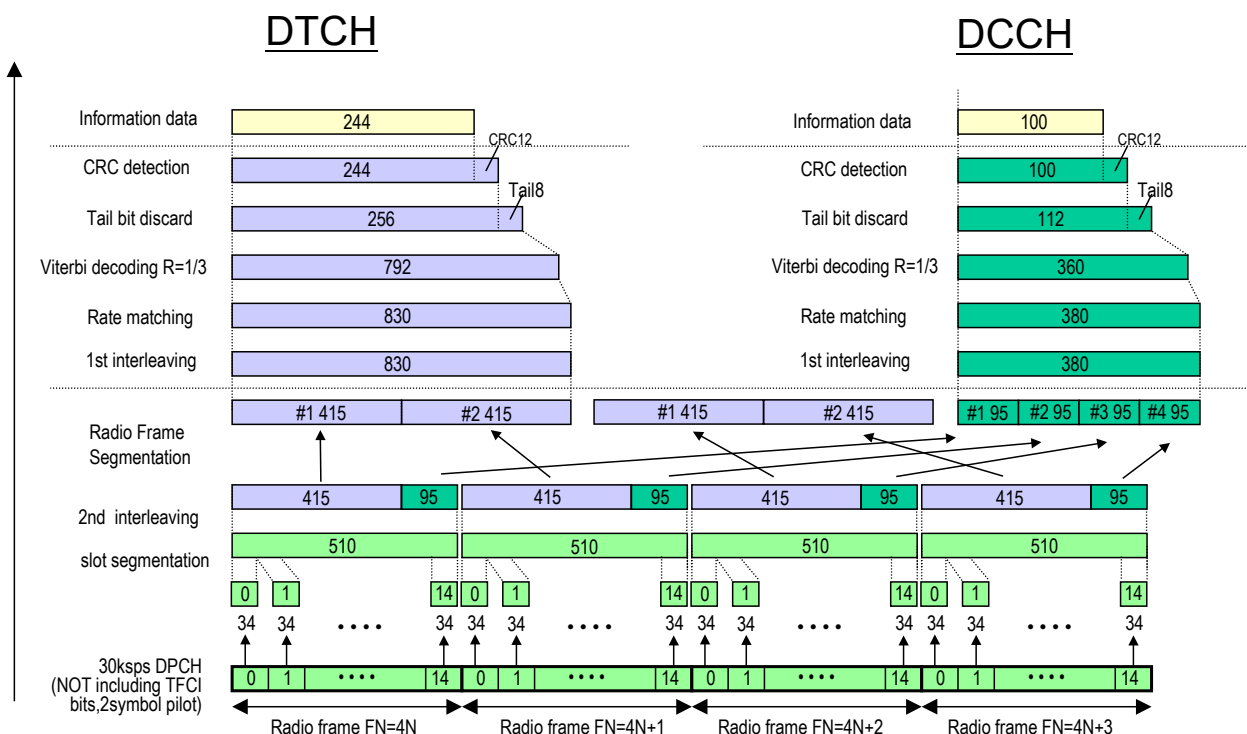 DTCH DCCH
Information data 244 Information data 100
CRC12 CRC12
CRC detection 244 CRC detection 100
Tail8 Tail8
Tail bit discard 256 Tail bit discard 112
Viterbi decoding R=1/3 792 Viterbi decoding R=1/3 360
Rate matching 830 Rate matching 380
1st interleaving 830 1st interleaving 380
#1 415 #2 415 #1 415 #2 415 #1 95 #2 95 #3 95 #4 95
Radio Frame
Segmentation
415 95 415 95 415 95 415 95
2nd interleaving
510 510 510 510
slot segmentation
0 1 14 0 1 14 0 1 14 0 1 14
34 34 •••• 34 34 34 •••• 34 34 34 •••• 34 34 34 •••• 34
30ksps DPCH
(NOT including TFCI
bits,2symbol pilot)
0 1 •••• 14 0 1 •••• 14 0 1 •••• 14 0 1 •••• 14
Radio frame FN=4N Radio frame FN=4N+1 Radio frame FN=4N+2 Radio frame FN=4N+3